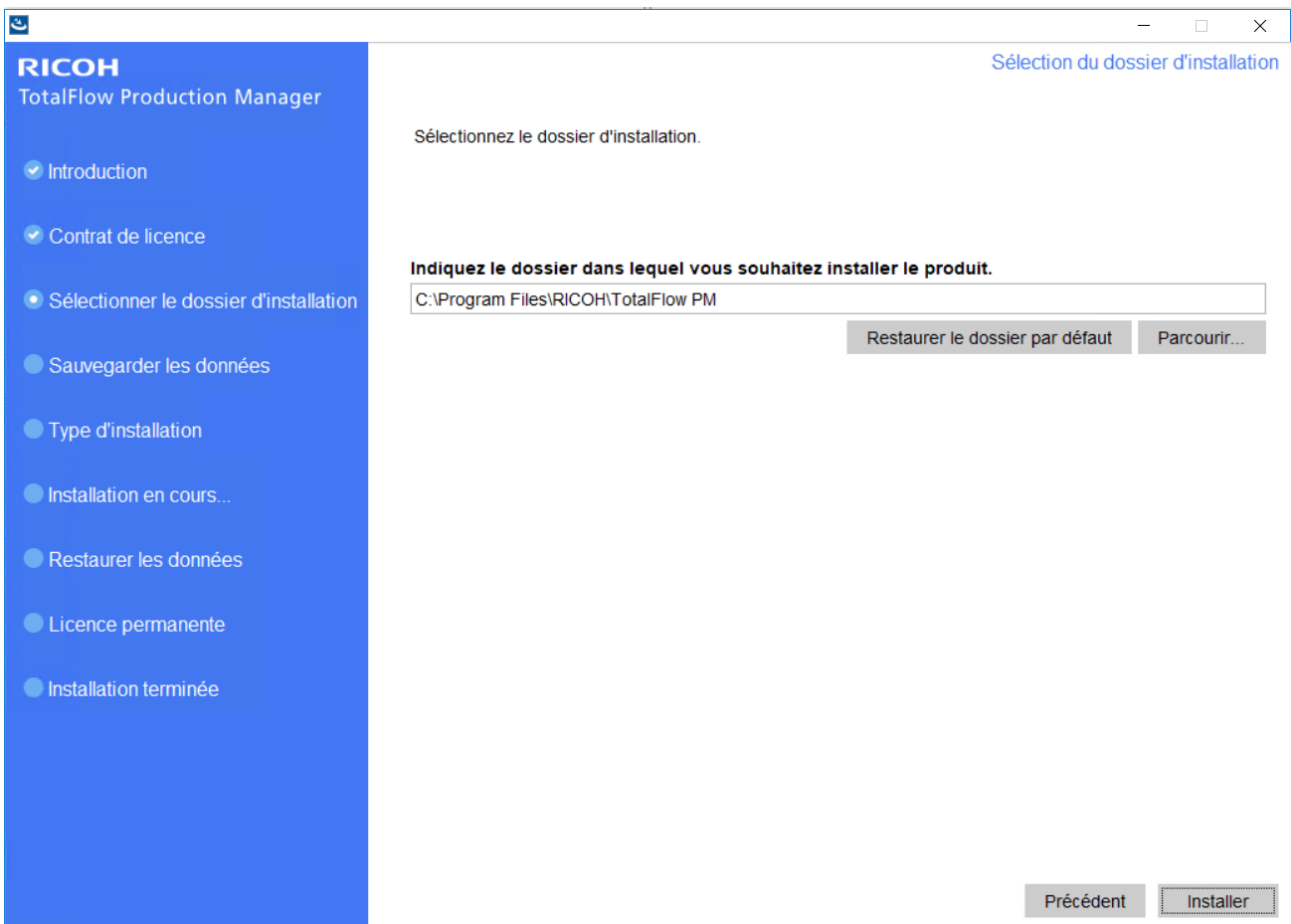 RICOH
TotalFlow Production Manager
Introduction
Contrat de licence
Sélectionner le dossier d'installation
Sauvegarder les données
Type d'installation
Installation en cours...
Restaurer les données
Licence permanente
Installation terminée
Sélection du dossier d'installation
Sélectionnez le dossier d'installation.
Indiquez le dossier dans lequel vous souhaitez installer le produit.
C:\Program Files\RICOH\TotalFlow PM
Restaurer le dossier par défaut Parcourir...
Précédent Installer